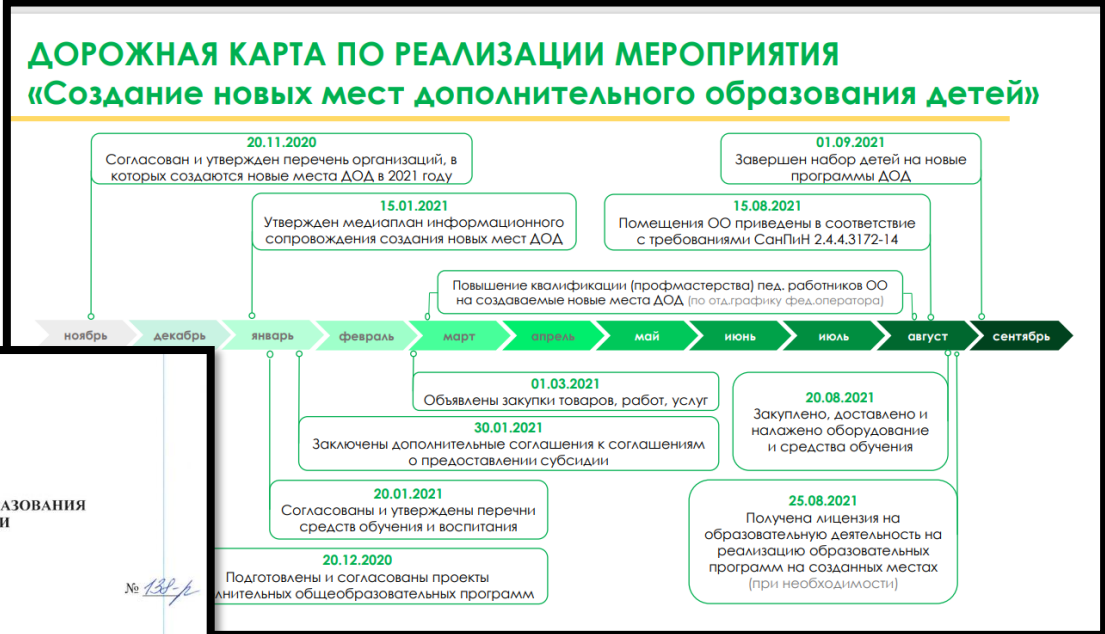 ДОРОЖНАЯ КАРТА ПО РЕАЛИЗАЦИИ МЕРОПРИЯТИЯ
«Создание новых мест дополнительного образования детей»
20.11.2020
Согласован и утвержден перечень организаций, в
которых создаются новые места ДОД в 2021 году
01.09.2021
Завершен набор детей на новые
программы ДОД
15.01.2021
Утвержден медиаплан информационного
сопровождения создания новых мест ДОД
15.08.2021
Помещения ОО приведены в соответствие
с требованиями СанПиН 2.4.4.3172-14
Повышение квалификации (профмастерства) пед. работников ОО
на создаваемые новые места ДОД (по отд.графику фед.оператора)
ноябрь декабрь январь февраль март апрель май июнь июль август сентябрь
01.03.2021
Объявлены закупки товаров, работ, услуг
20.08.2021
Закуплено, доставлено и
налажено оборудование
и средства обучения
30.01.2021
Заключены дополнительные соглашения к соглашениям
о предоставлении субсидии
20.01.2021
Согласованы и утверждены перечни
средств обучения и воспитания
25.08.2021
Получена лицензия на
образовательную деятельность на
реализацию образовательных
программ на созданных местах
(при необходимости)
20.12.2020
Подготовлены и согласованы проекты
лнительных общеобразовательных программ
АЗОВАНИЯ
И
№ 138-р